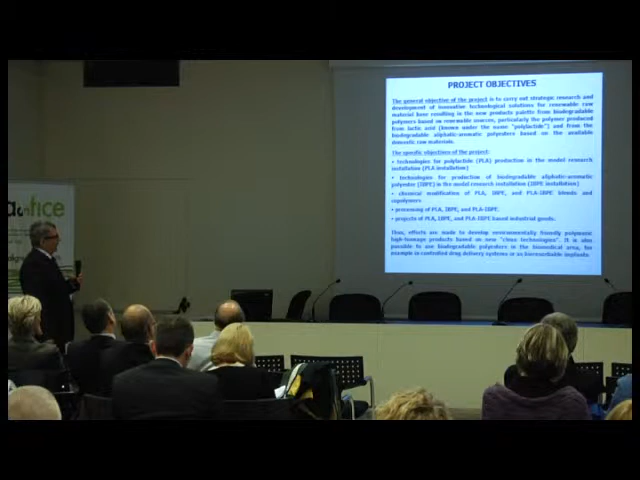 PROJECT OBJECTIVES
The general objective of the project is to carry out strategic research and
development of innovative technological solutions for renewable raw
material base resulting in the new products palette from biodegradable
polymers based on renewable sources, particularly the polymer produced
from lactic acid (known under the name "polylactide") and from the
biodegradable aliphatic-aromatic polyesters based on the available
domestic raw materials.
The specific objectives of the project:
• technologies for polylactide (PLA) production in the model research
installation (PLA installation)
• technologies for production of biodegradable aliphatic-aromatic
polyester (IBPE) in the model research installation (IBPE installation)
• chemical modification of PLA, IBPE, and PLA-IBPE blends and
copolymers
• processing of PLA, IBPE, and PLA-IBPE.
• projects of PLA, IBPE, and PLA-IBPE based industrial goods.
Thus, efforts are made to develop environmentally friendly polymeric
high-tonnage products based on new "clean technologies". It is also
possible to use biodegradable polyesters in the biomedical area, for
example in controlled drug delivery systems or as bioresorbable implants.
fice